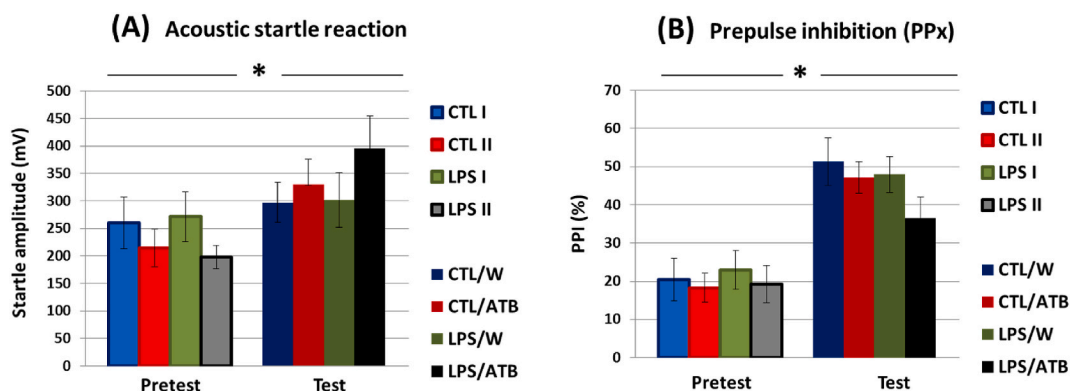 (A) Acoustic startle reaction
*
Startle amplitude (mV)
500
450
400
350
300
250
200
150
100
50
0
Pretest
Test
CTL I
CTL II
LPS I
LPS II
CTL/W
CTL/ATB
LPS/W
LPS/ATB
(B) Prepulse inhibition (PPx)
*
PPI (%)
70
60
50
40
30
20
10
0
Pretest
Test
CTL I
CTL II
LPS I
LPS II
CTL/W
CTL/ATB
LPS/W
LPS/ATB